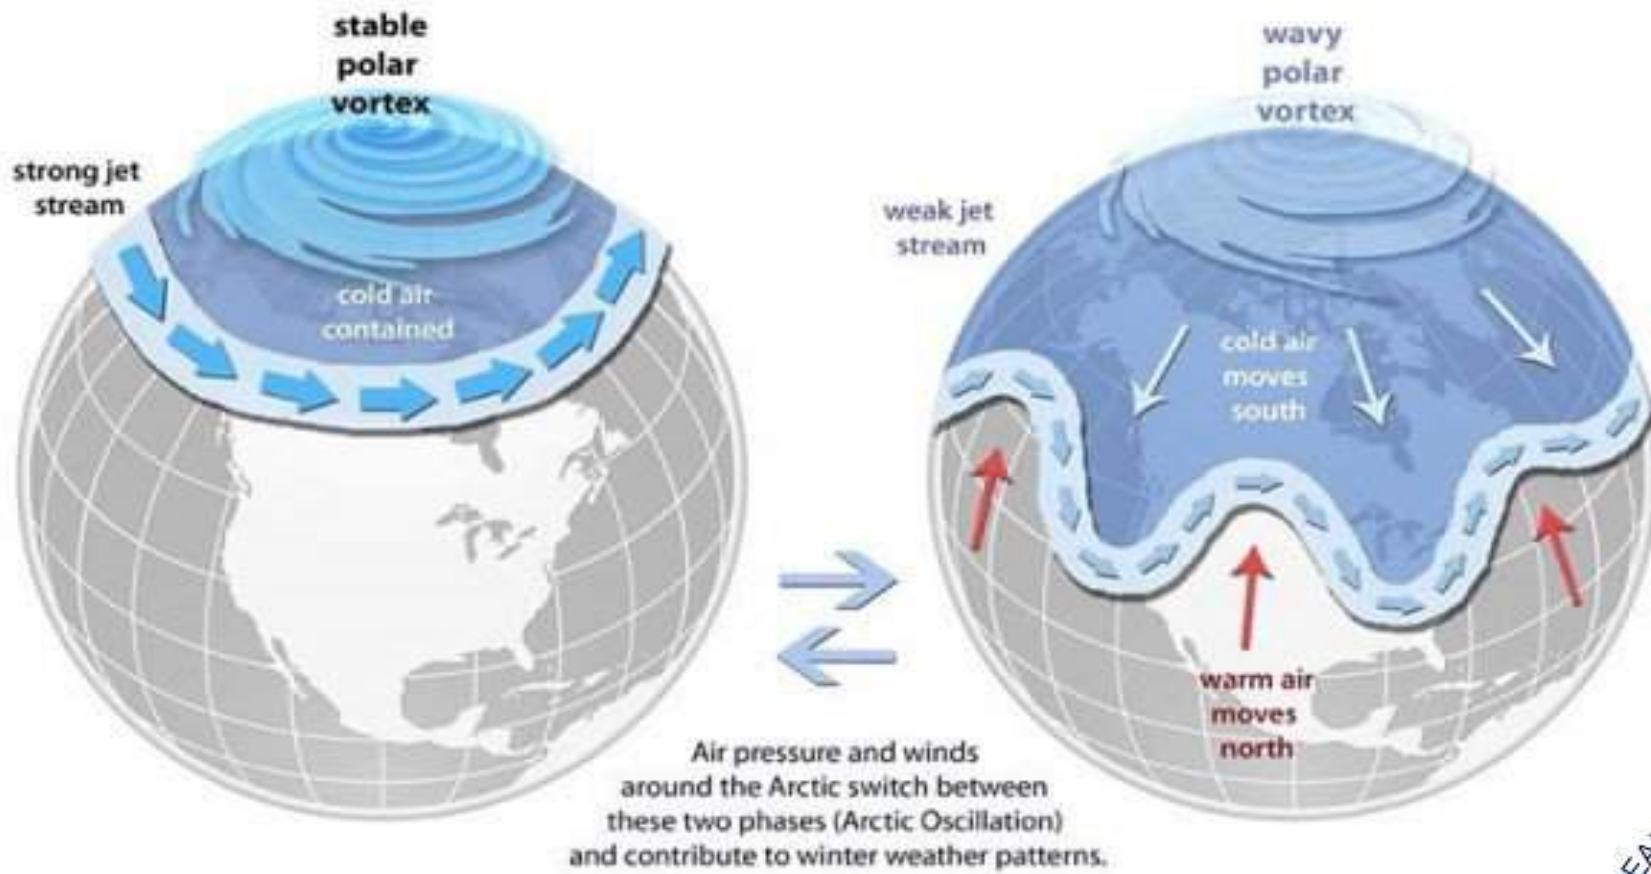 stable
polar
vortex
strong jet
stream
cold air
contained
wavy
polar
vortex
weak jet
stream
cold air
moves
south
warm air
moves
north
Air pressure and winds
around the Arctic switch between
these two phases (Arctic Oscillation)
and contribute to winter weather patterns.